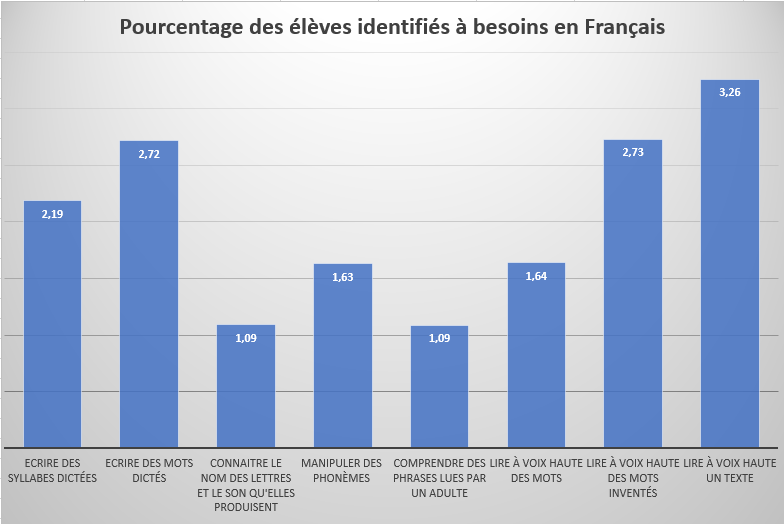 Pourcentage des élèves identifiés à besoins en Français
2,19
2,72
1,09
1,63
1,09
1,64
2,73
3,26
ECRIRE DES
SYLLABES DICTÉES
ECRIRE DES MOTS
DICTÉS
CONNAITRE LE
NOM DES LETTRES
ET LE SON QU'ELLES
PRODUISENT
MANIPULER DES
PHONÈMES
COMPRENDRE DES
PHRASES LUES PAR
UN ADULTE
LIRE À VOIX HAUTE
DES MOTS
LIRE À VOIX HAUTE
DES MOTS
INVENTÉS
LIRE À VOIX HAUTE
UN TEXTE